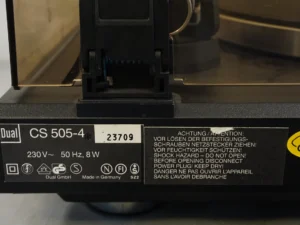 Dual CS 505-4 23709
230V~ 50 Hz, 8W
Dual GmbH Made in Germany
ACHTUNG / ATTENTION:
VOR LÖSEN DER BEFESTIGUNGS-
SCHRAUBEN NETZSTECKER ZIEHEN!
VOR FEUCHTIGKEIT SCHÜTZEN!
SHOCK HAZARD – DO NOT OPEN!
BEFORE OPENING DISCONNECT
POWER PLUG! KEEP DRY!
DANGER NE PAS OUVRIR L'APPAREIL
SANS L'AVOIR DEBRANCHE